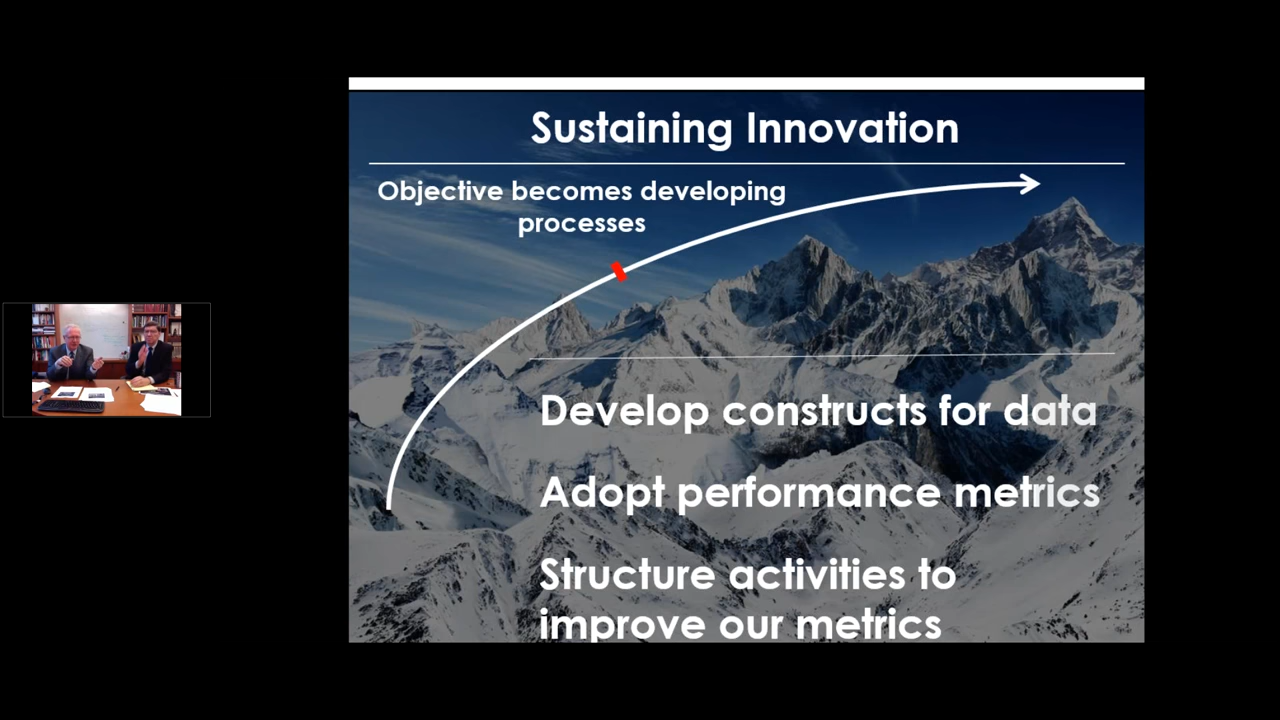 Sustaining Innovation
Objective becomes developing
processes
Develop constructs for data
Adopt performance metrics
Structure activities to
improve our metrics